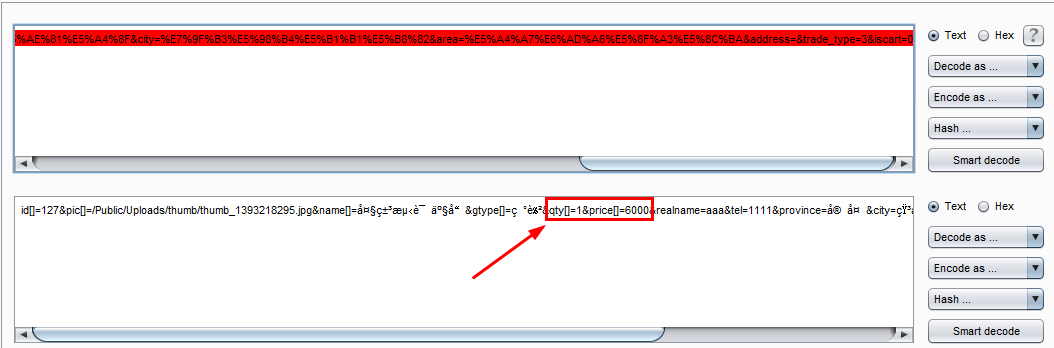 %AE%81%E5%A4%8F&city=%E7%9F%B3%E5%98%B4%E5%B1%B1%E5%B8%82&area=%E5%A4%A7%E6%AD%A6%E5%8F%A3%E5%8C%BA&address=&trade_type=3&iscart=0
Text Hex ?
Decode as ...
Encode as ...
Hash ...
Smart decode
id[]=127&pic[]=/Public/Uploads/thumb/thumb_1393218295.jpg&name[]=å¤§ç±³æµ‹è¯ äº§å“ &gtype[]=ç °è‰²&qty[]=1&price[]=6000&realname=aaa&tel=1111&province=å® å¤ &city=çŸ³
Text Hex
Decode as ...
Encode as ...
Hash ...
Smart decode